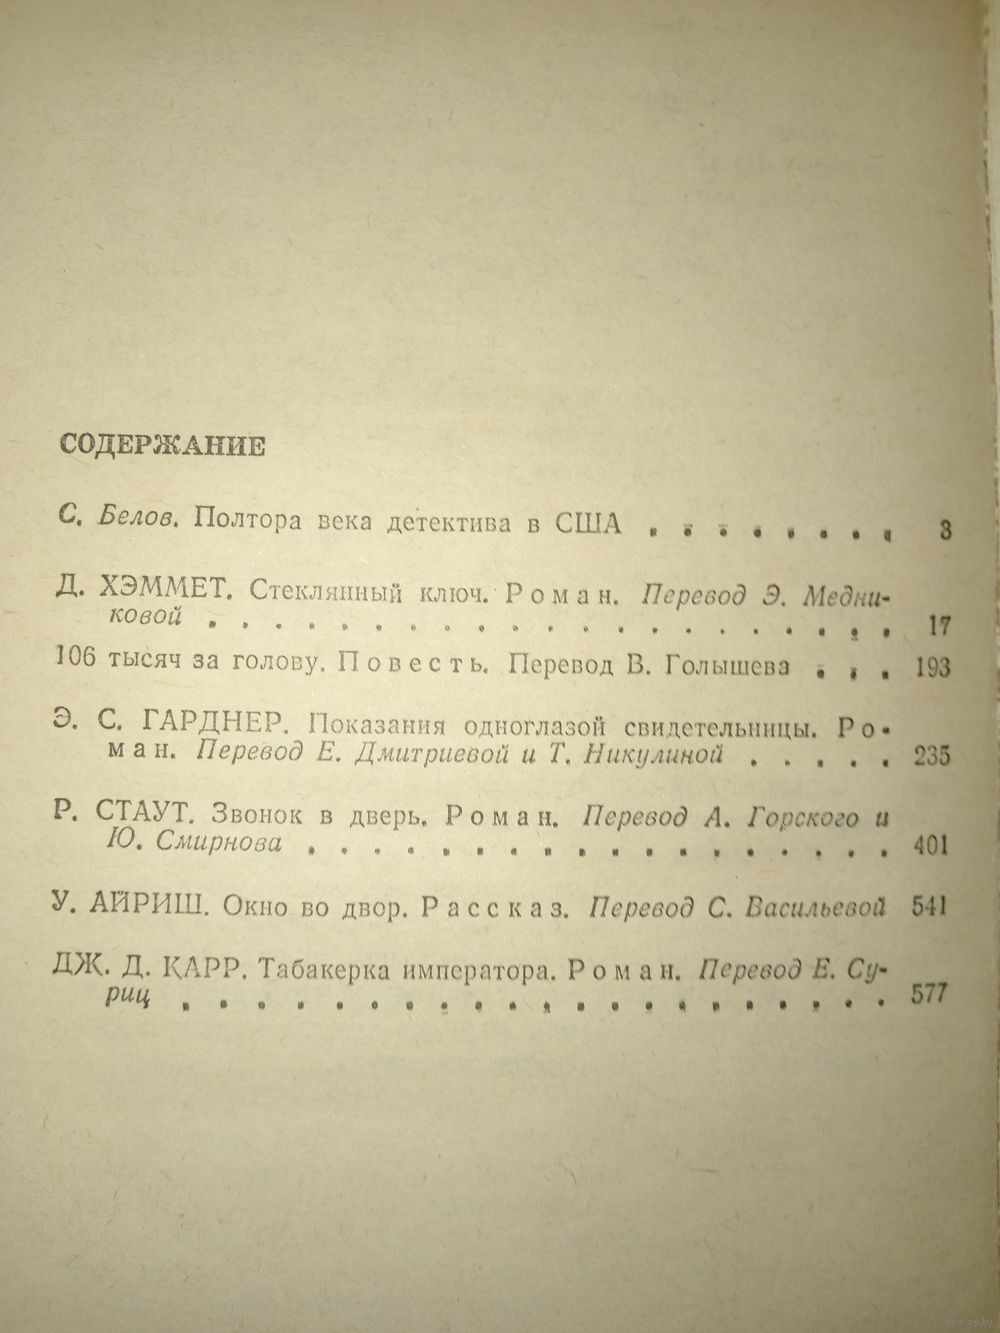 СОДЕРЖАНИЕ
С. Белов. Полтора века детектива в США . . . . . . . . 3
Д. ХЭММЕТ. Стеклянный ключ. Роман. Перевод Э. Медни-
ковой . . . . . . . . . . . . . . . . . . . . 17
106 тысяч за голову. Повесть. Перевод В. Голышева . . . 193
Э. С. ГАРДНЕР. Показания одноглазой свидетельницы. Ро-
ман. Перевод Е. Дмитриевой и Т. Никулиной . . . . . 235
Р. СТАУТ. Звонок в дверь. Роман. Перевод А. Горского и
Ю. Смирнова . . . . . . . . . . . . . . . . . 401
У. АЙРИШ. Окно во двор. Рассказ. Перевод С. Васильевой 541
ДЖ. Д. КАРР. Табакерка императора. Роман. Перевод Е. Су-
риц . . . . . . . . . . . . . . . . . . . . 577
www.ay.by